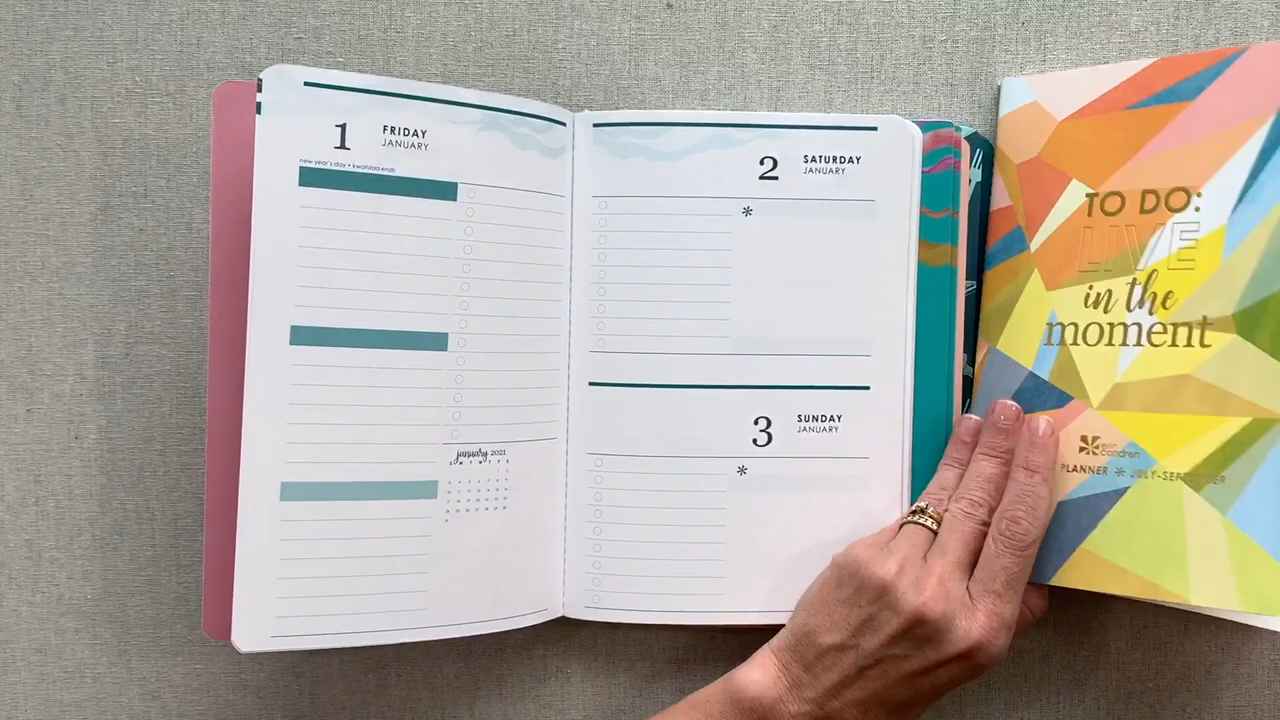 1 FRIDAY
JANUARY
new year's day • kwanzaa ends
january 2021
S M T W T F S
2 SATURDAY
JANUARY
*
3 SUNDAY
JANUARY
*
TO DO:
LIVE
in the
moment
erin
condren
PLANNER * JULY-SEPTEMBER